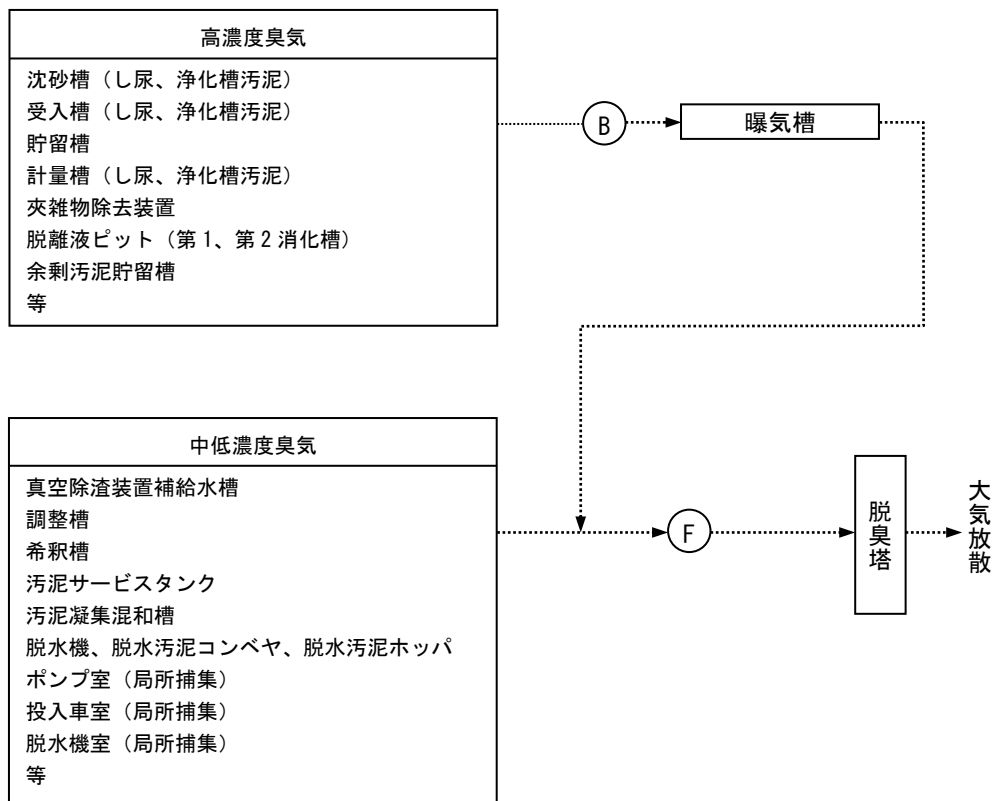 高濃度臭気
沈砂槽（し尿、浄化槽汚泥）
受入槽（し尿、浄化槽汚泥）
貯留槽
計量槽（し尿、浄化槽汚泥）
夾雑物除去装置
脱離液ピット（第1、第2消化槽）
余剰汚泥貯留槽
等
B
曝気槽
中低濃度臭気
真空除渣装置補給水槽
調整槽
希釈槽
汚泥サービスタンク
汚泥凝集混和槽
脱水機、脱水汚泥コンベヤ、脱水汚泥ホッパ
ポンプ室（局所捕集）
投入車室（局所捕集）
脱水機室（局所捕集）
等
F
脱臭塔
大気放散